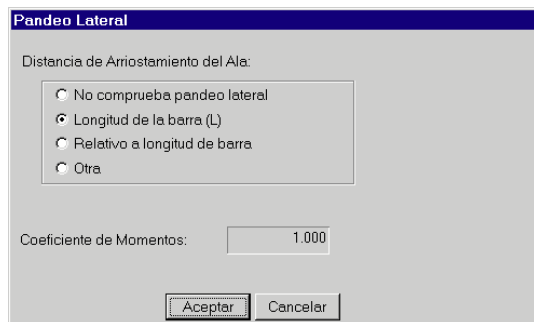 Pandeo Lateral
Distancia de Arriostamiento del Ala:
No comprueba pandeo lateral
Longitud de la barra (L)
Relativo a longitud de barra
Otra
Coeficiente de Momentos: 1.000
Aceptar Cancelar